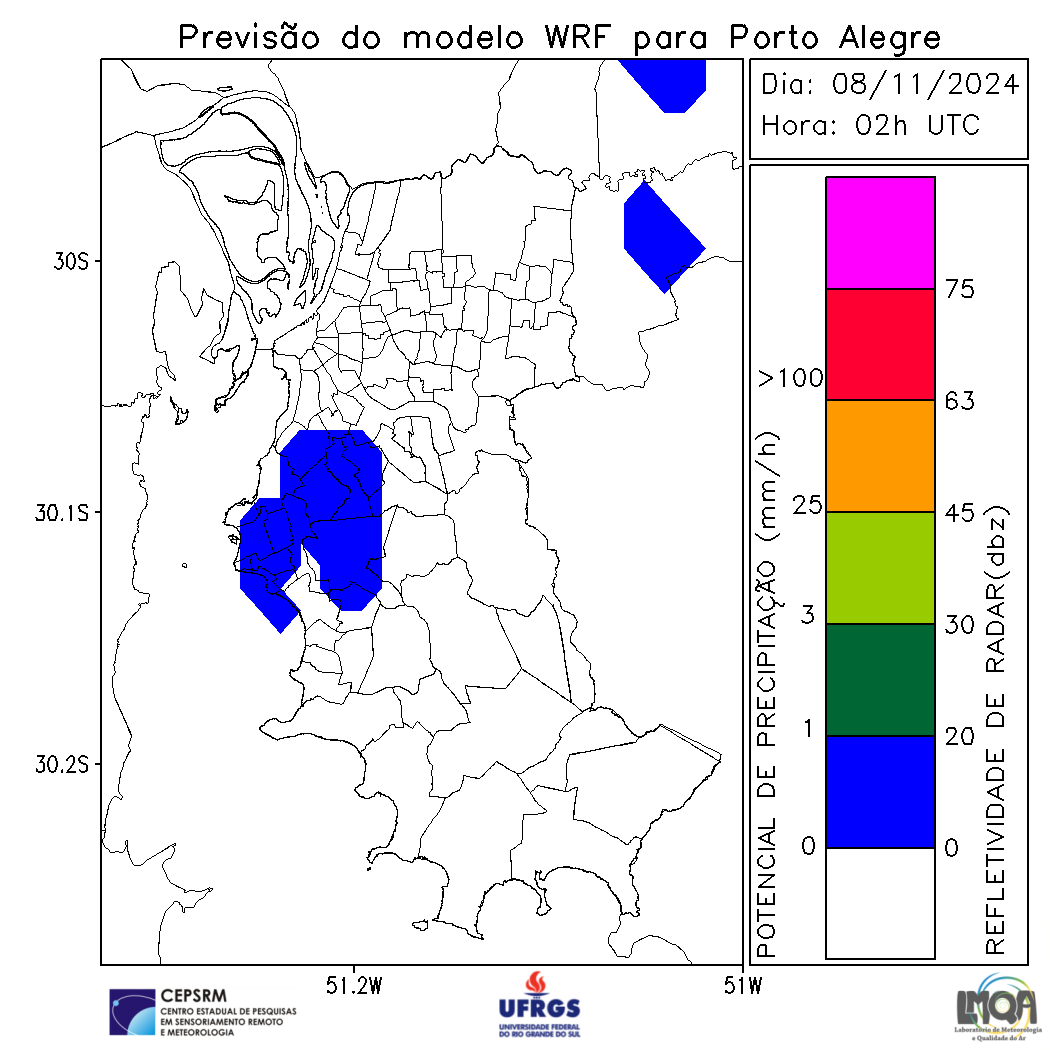 Previsão do modelo WRF para Porto Alegre
Dia: 08/11/2024
Hora: 02h UTC
30S
30.1S
30.2S
51.2W
51W
POTENCIAL DE PRECIPITAÇÃO (mm/h)
>100
25
3
1
0
75
63
45
30
20
0
REFLETIVIDADE DE RADAR(dbz)
CEPSRM
CENTRO ESTADUAL DE PESQUISAS
EM SENSORIAMENTO REMOTO
E METEOROLOGIA
UFRGS
UNIVERSIDADE FEDERAL
DO RIO GRANDE DO SUL
LMQA
Laboratório de Meteorologia
e Qualidade do Ar